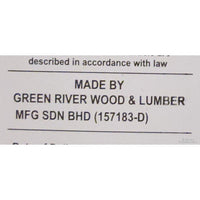 described in accordance with law
MADE BY
GREEN RIVER WOOD & LUMBER
MFG SDN BHD (157183-D)